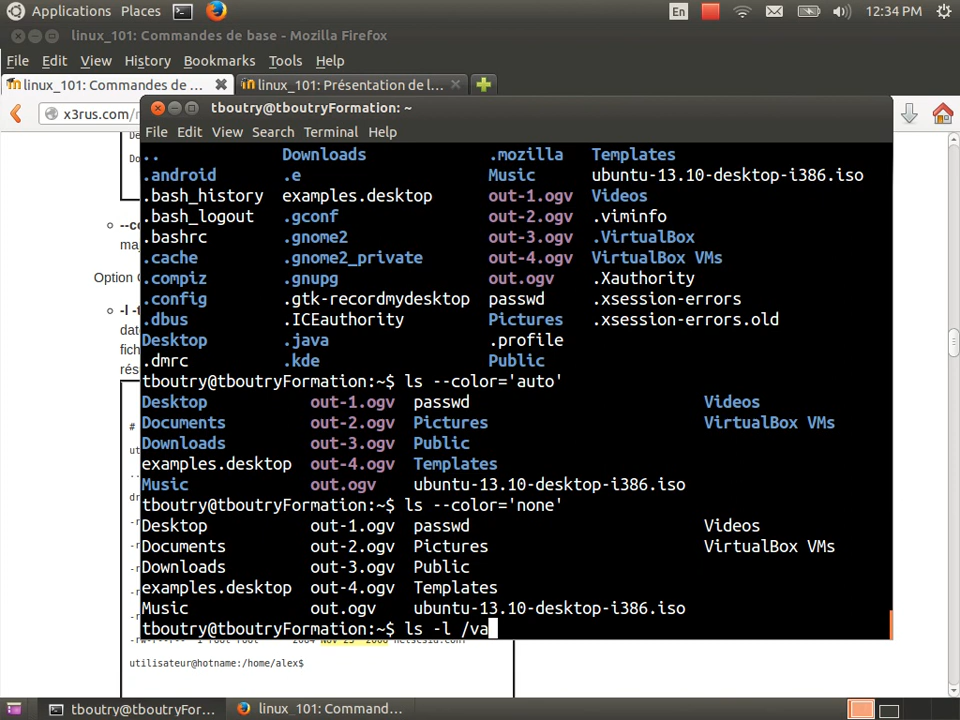 Applications Places En 12:34 PM
linux_101: Commandes de base - Mozilla Firefox
File Edit View History Bookmarks Tools Help
linux_101: Commandes de ... linux_101: Présentation de l...
x3rus.com/
tboutry@tboutryFormation: ~
File Edit View Search Terminal Help
.. Downloads .mozilla Templates
.android .e Music ubuntu-13.10-desktop-i386.iso
.bash_history examples.desktop out-1.ogv Videos
.bash_logout .gconf out-2.ogv .viminfo
.bashrc .gnome2 out-3.ogv .VirtualBox
.cache .gnome2_private out-4.ogv VirtualBox VMs
.compiz .gnupg out.ogv .Xauthority
.config .gtk-recordmydesktop passwd .xsession-errors
.dbus .ICEauthority Pictures .xsession-errors.old
Desktop .java .profile
.dmrc .kde Public
tboutry@tboutryFormation:~$ ls --color='auto'
Desktop out-1.ogv passwd Videos
Documents out-2.ogv Pictures VirtualBox VMs
Downloads out-3.ogv Public
examples.desktop out-4.ogv Templates
Music out.ogv ubuntu-13.10-desktop-i386.iso
tboutry@tboutryFormation:~$ ls --color='none'
Desktop out-1.ogv passwd Videos
Documents out-2.ogv Pictures VirtualBox VMs
Downloads out-3.ogv Public
examples.desktop out-4.ogv Templates
Music out.ogv ubuntu-13.10-desktop-i386.iso
tboutry@tboutryFormation:~$ ls -l /va
--co
ma
Option
-l -
dat
fich
rés
#
ut
utilisateur@hotname:/home/alex$
tboutry@tboutryFor... linux_101: Command...